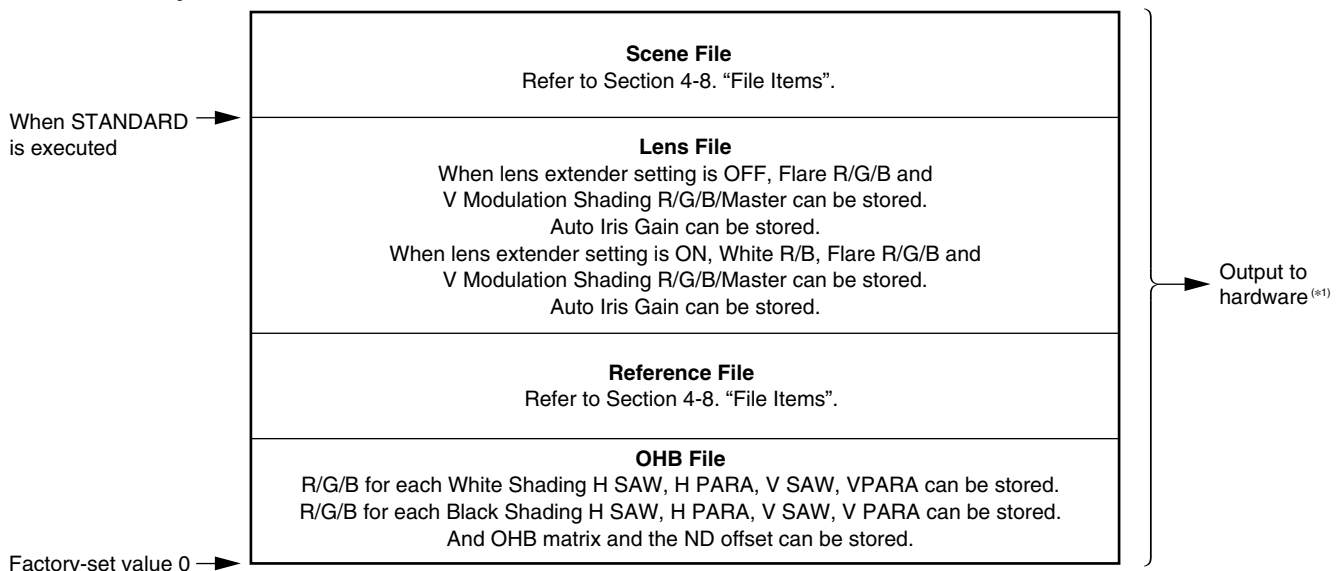 Scene File
Refer to Section 4-8. “File Items”.
When STANDARD
is executed
Lens File
When lens extender setting is OFF, Flare R/G/B and
V Modulation Shading R/G/B/Master can be stored.
Auto Iris Gain can be stored.
When lens extender setting is ON, White R/B, Flare R/G/B and
V Modulation Shading R/G/B/Master can be stored.
Auto Iris Gain can be stored.
Output to
hardware (*1)
Reference File
Refer to Section 4-8. “File Items”.
OHB File
R/G/B for each White Shading H SAW, H PARA, V SAW, VPARA can be stored.
R/G/B for each Black Shading H SAW, H PARA, V SAW, V PARA can be stored.
And OHB matrix and the ND offset can be stored.
Factory-set value 0